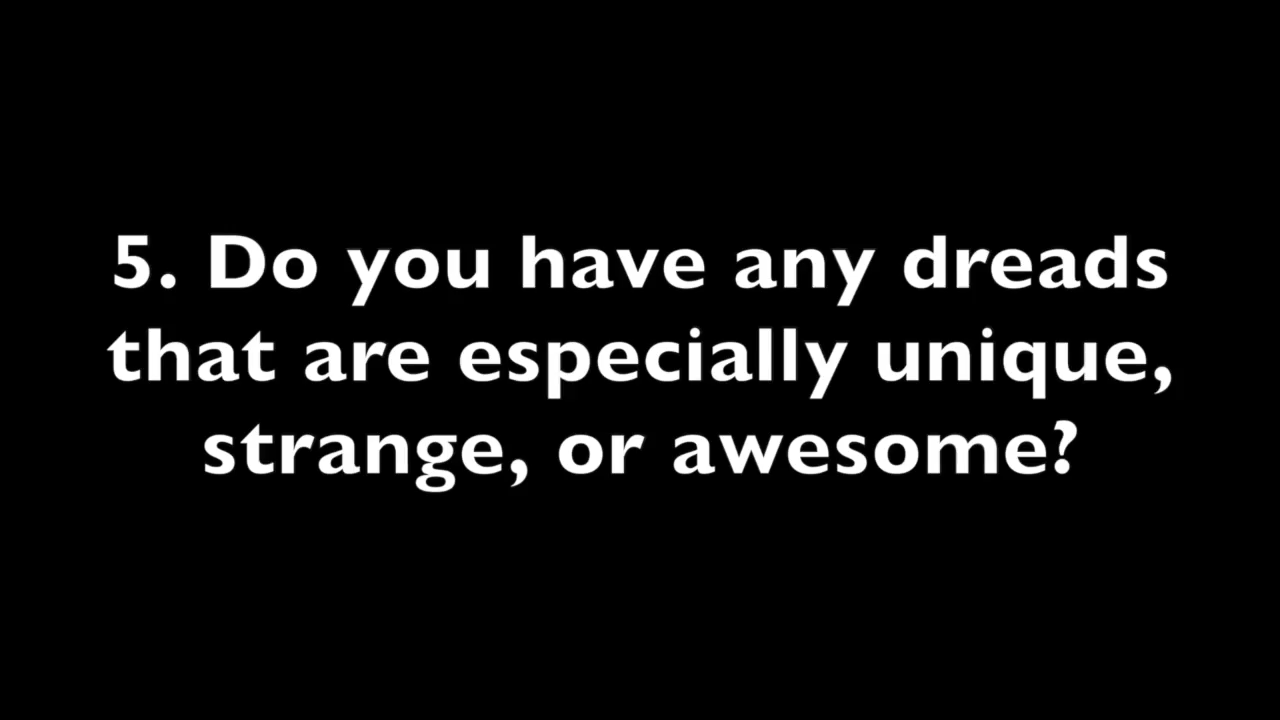 5. Do you have any dreads
that are especially unique,
strange, or awesome?